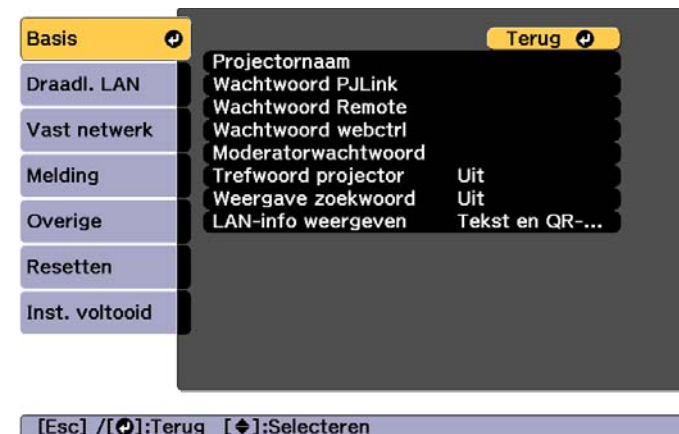 Basis
Draadl. LAN
Vast netwerk
Melding
Overige
Resetten
Inst. voltooid
Terug
Projectornaam
Wachtwoord PJLink
Wachtwoord Remote
Wachtwoord webctrl
Moderatorwachtwoord
Trefwoord projector Uit
Weergave zoekwoord Uit
LAN-info weergeven Tekst en QR-...
[Esc] /[⏎]:Terug [◆]:Selecteren